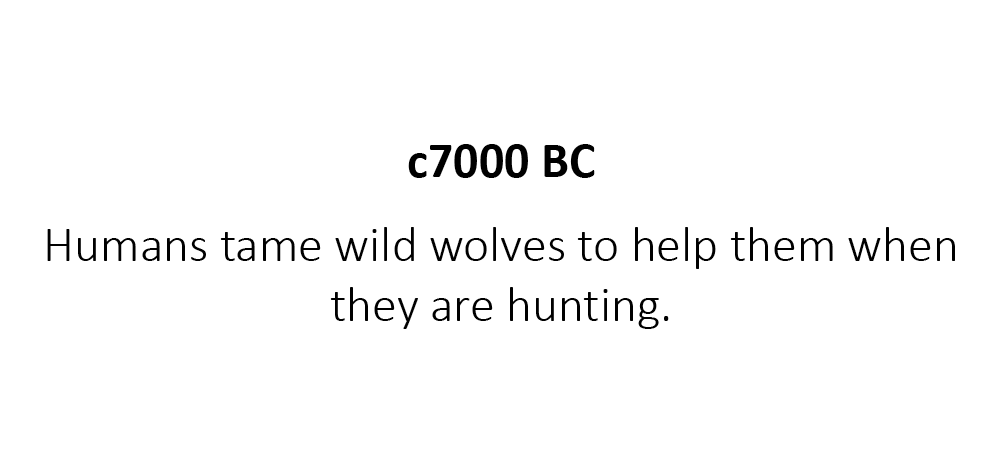 c7000 BC
Humans tame wild wolves to help them when
they are hunting.